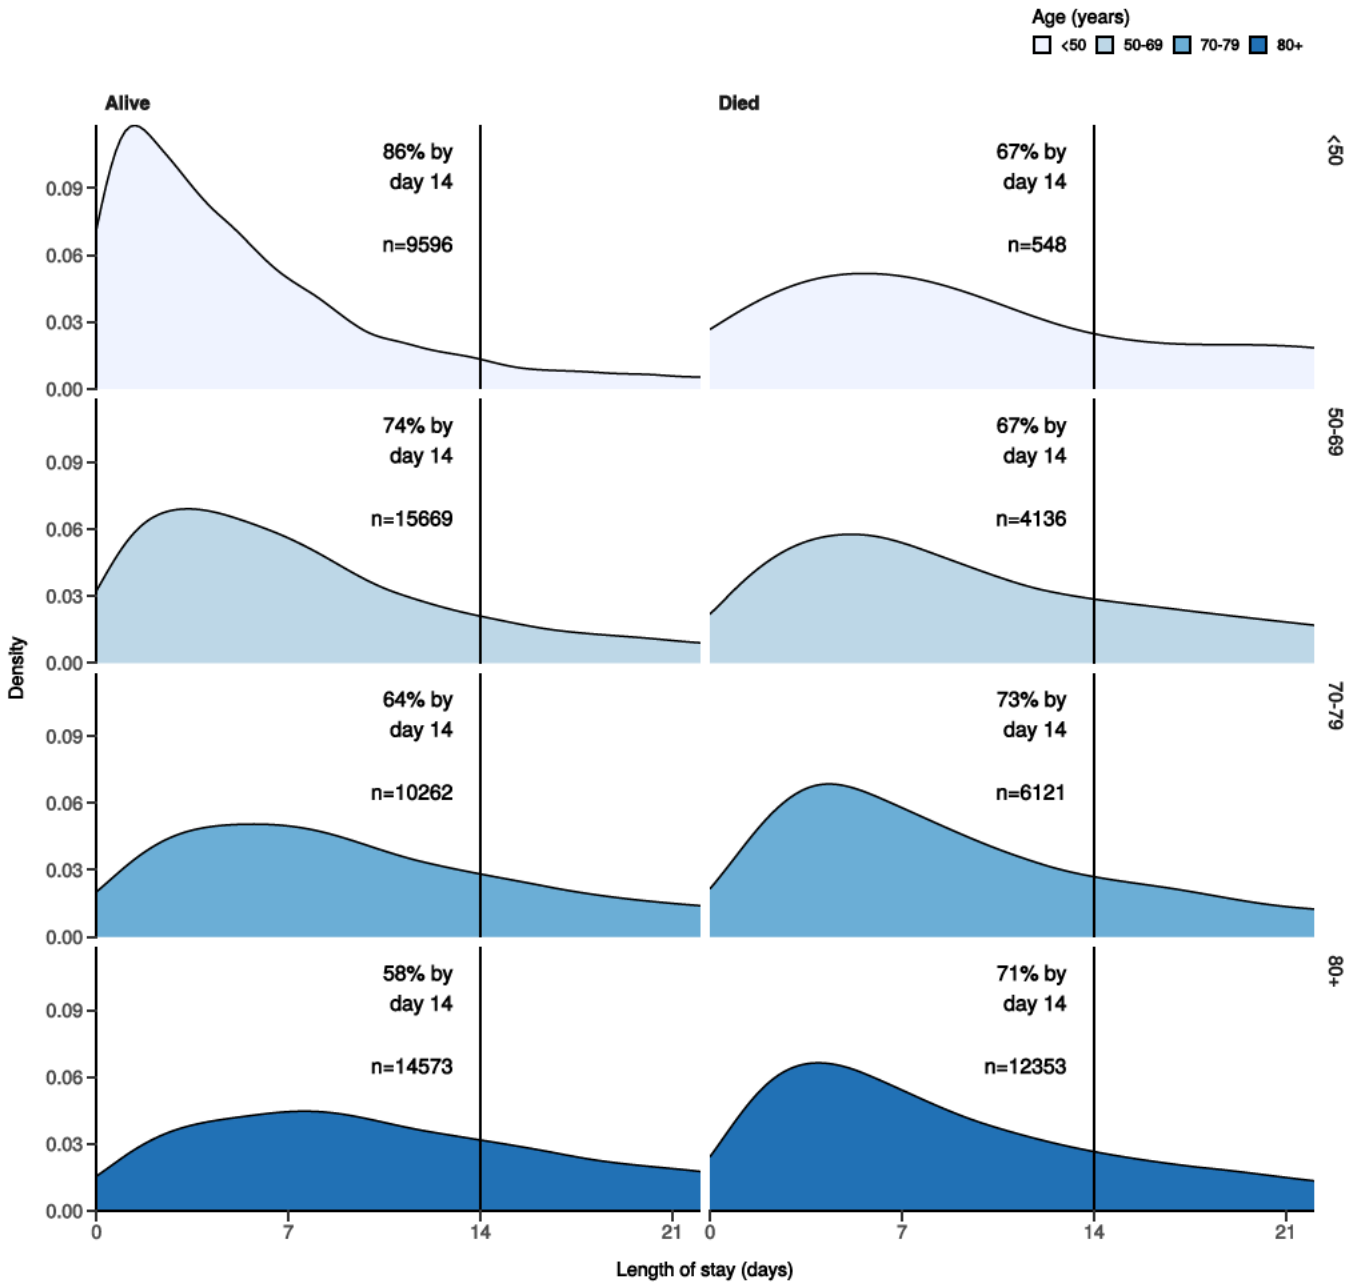 Age (years)
<50 50-69 70-79 80+
Alive Died
86% by
day 14
n=9596
67% by
day 14
n=548
<50
0.09
0.06
0.03
0.00
74% by
day 14
n=15669
67% by
day 14
n=4136
50-69
0.09
0.06
0.03
0.00
64% by
day 14
n=10262
73% by
day 14
n=6121
70-79
0.09
0.06
0.03
0.00
58% by
day 14
n=14573
71% by
day 14
n=12353
80+
0.09
0.06
0.03
0.00
Density
0 7 14 21 0 7 14 21
Length of stay (days)